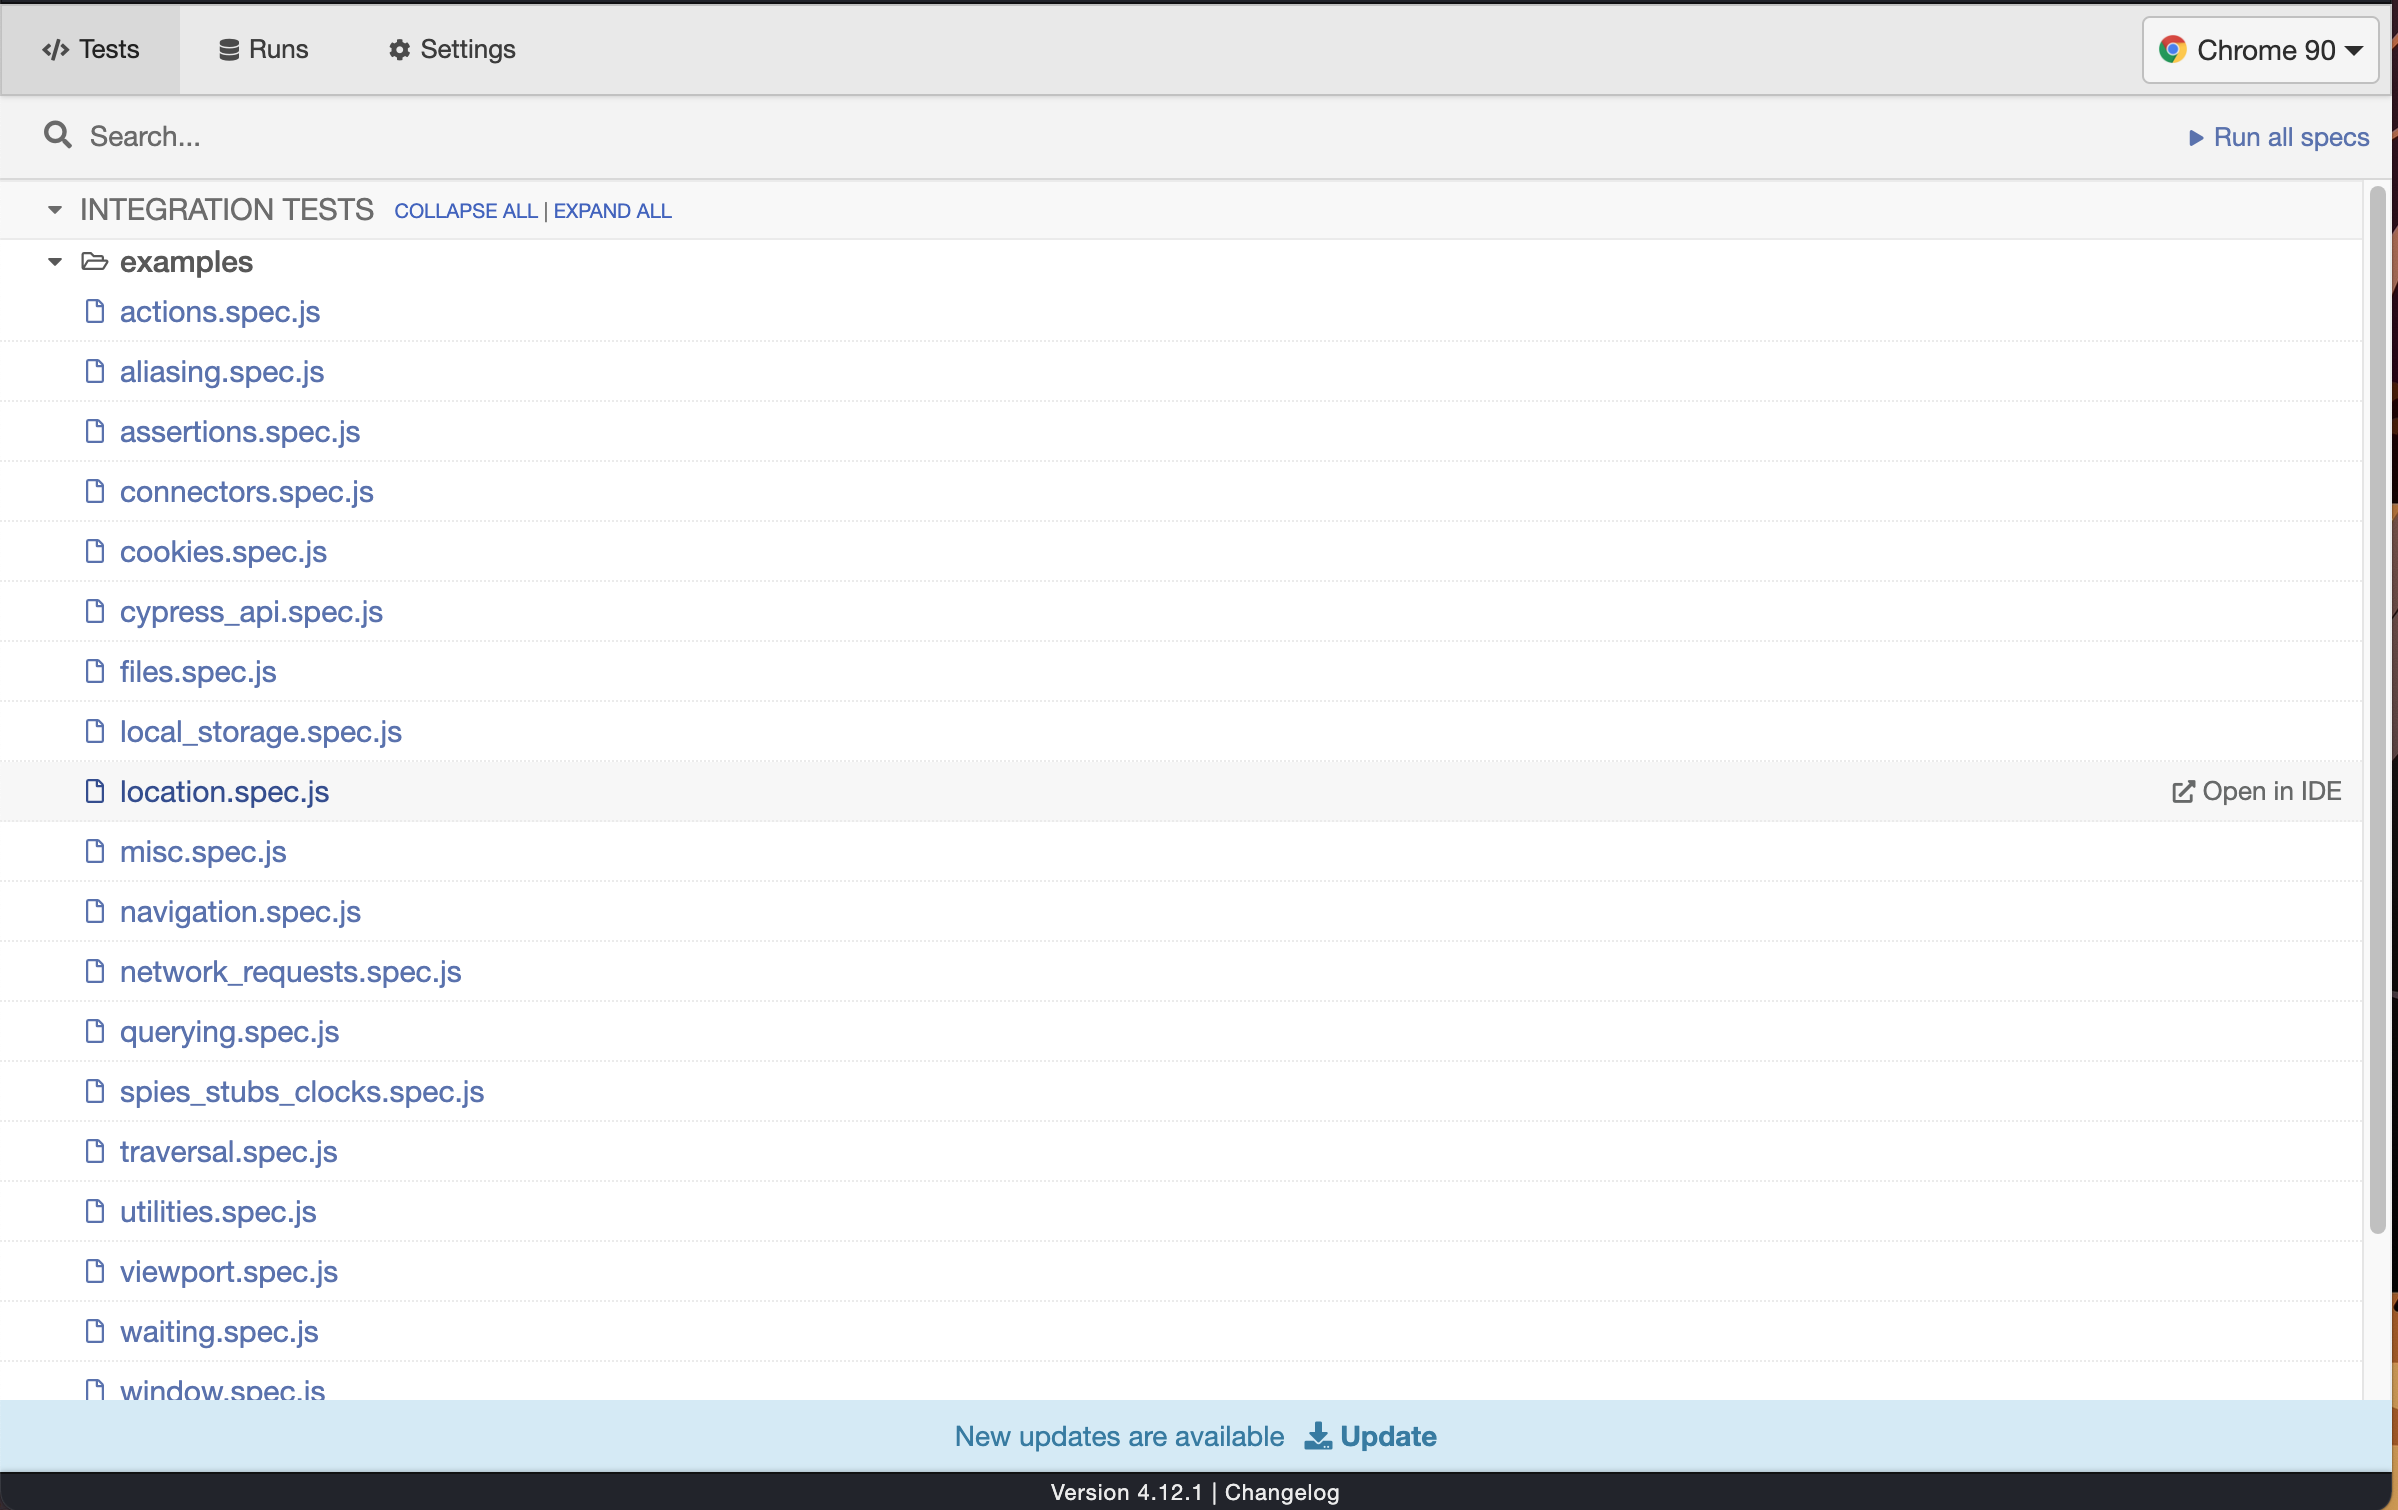 </> Tests Runs Settings Chrome 90
Search... Run all specs
INTEGRATION TESTS COLLAPSE ALL | EXPAND ALL
examples
actions.spec.js
aliasing.spec.js
assertions.spec.js
connectors.spec.js
cookies.spec.js
cypress_api.spec.js
files.spec.js
local_storage.spec.js
location.spec.js Open in IDE
misc.spec.js
navigation.spec.js
network_requests.spec.js
querying.spec.js
spies_stubs_clocks.spec.js
traversal.spec.js
utilities.spec.js
viewport.spec.js
waiting.spec.js
window.spec.js
New updates are available Update
Version 4.12.1 | Changelog